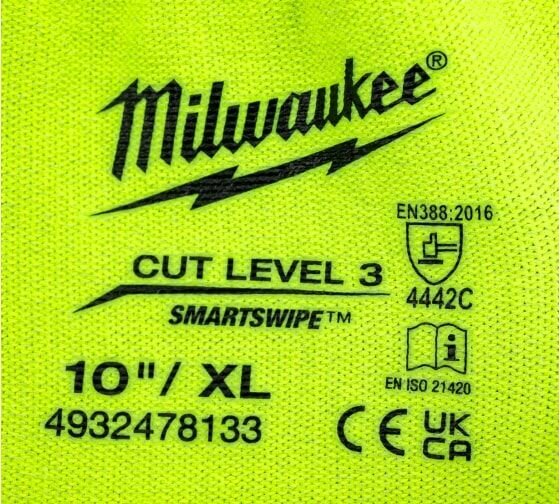 Milwaukee®
EN388:2016
CUT LEVEL 3
4442C
SMARTSWIPE™
i
10"/ XL
EN ISO 21420
4932478133
CE UK
CA